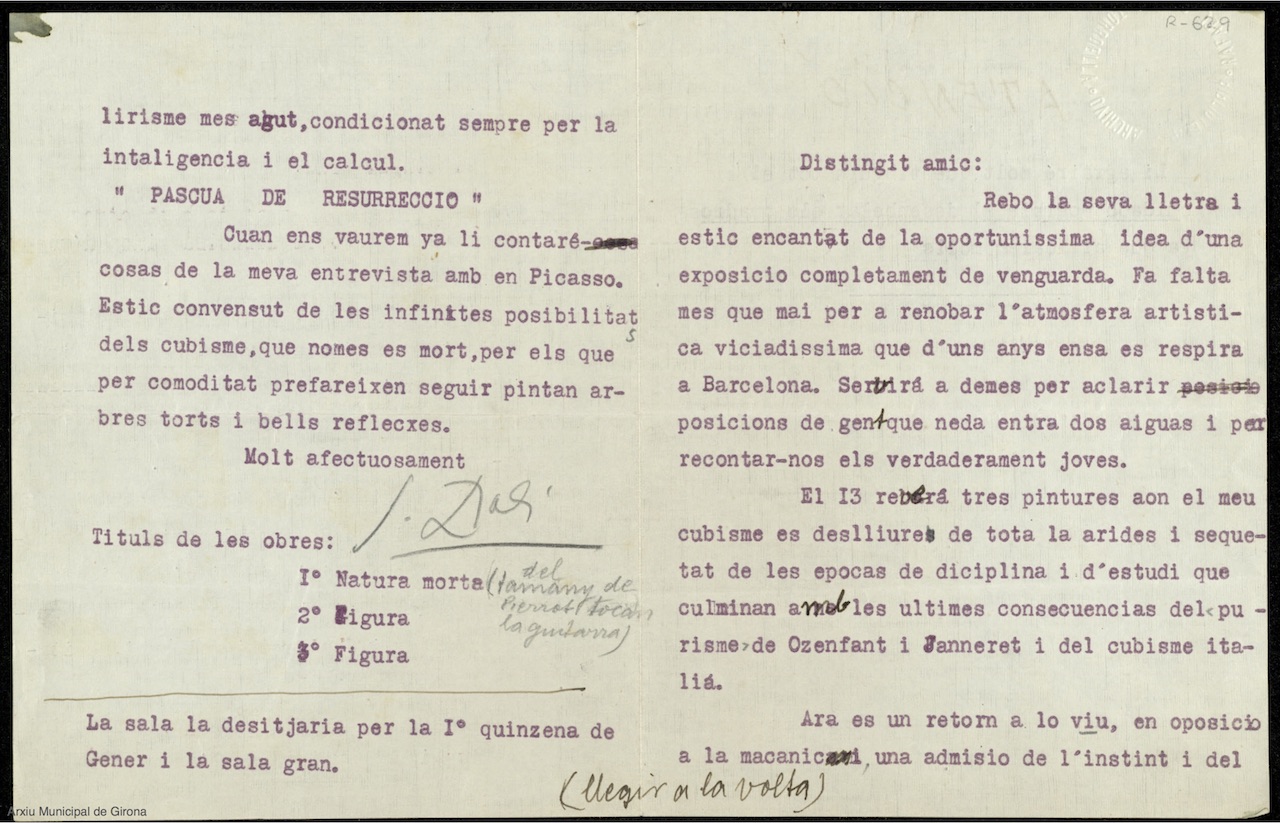 R-629
Distingit amic:
Rebo la seva lletra i
estic encantat de la oportunissima idea d'una
exposicio completament de venguarda. Fa falta
mes que mai per a renobar l'atmosfera artisti-
ca viciadissima que d'uns anys ensa es respira
a Barcelona. Servirá a demes per aclarir posicio
posicions de gent que neda entra dos aiguas i per
recontar-nos els verdaderament joves.
El I3 reberá tres pintures aon el meu
cubisme es deslliure de tota la arides i seque-
tat de les epocas de diciplina i d'estudi que
culminan amb les ultimes consecuencias del <pu-
risme> de Ozenfant i Janneret i del cubisme ita-
liá.
Ara es un retorn a lo viu, en oposicio
a la macanica, una admisio de l'instint i del
(llegir a la volta)
lirisme mes agut,condicionat sempre per la
intaligencia i el calcul.
" PASCUA DE RESURRECCIO "
Cuan ens vaurem ya li contaré-
cosas de la meva entrevista amb en Picasso.
Estic convensut de les infinites posibilitats
dels cubisme,que nomes es mort,per els que
per comoditat prefareixen seguir pintan ar-
bres torts i bells reflecxes.
Molt afectuosament
S. Dalí
Tituls de les obres:
I° Natura morta (del tamany de Pierrot tocan la guitarra)
2° Figura
3° Figura
La sala la desitjaria per la I° quinzena de
Gener i la sala gran.
Arxiu Municipal de Girona